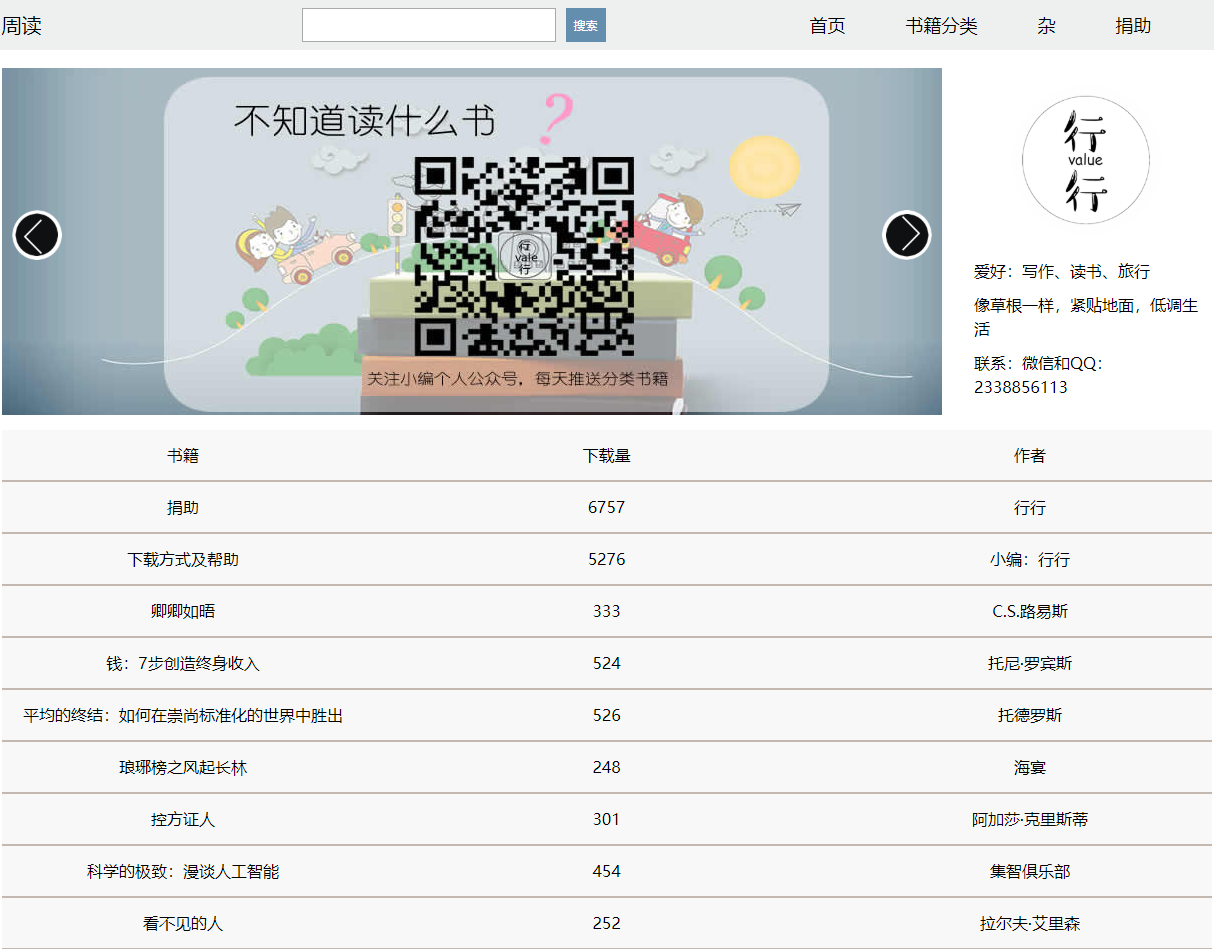 周读
搜索
首页
书籍分类
杂
捐助
不知道读什么书
?
行
vale
行
关注小编个人公众号，每天推送分类书籍
行
value
行
爱好：写作、读书、旅行
像草根一样，紧贴地面，低调生
活
联系：微信和QQ：
2338856113
书籍 下载量 作者
捐助 6757 行行
下载方式及帮助 5276 小编：行行
卿卿如晤 333 C.S.路易斯
钱：7步创造终身收入 524 托尼·罗宾斯
平均的终结：如何在崇尚标准化的世界中胜出 526 托德罗斯
琅琊榜之风起长林 248 海宴
控方证人 301 阿加莎·克里斯蒂
科学的极致：漫谈人工智能 454 集智俱乐部
看不见的人 252 拉尔夫·艾里森